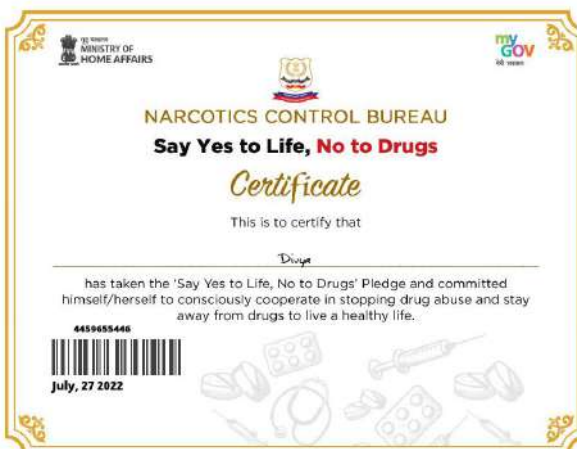 गृह मंत्रालय
MINISTRY OF
HOME AFFAIRS
my
GOV
मेरी सरकार
NARCOTICS CONTROL BUREAU
Say Yes to Life, No to Drugs
Certificate
This is to certify that
Divya
has taken the 'Say Yes to Life, No to Drugs' Pledge and committed
himself/herself to consciously cooperate in stopping drug abuse and stay
away from drugs to live a healthy life.
4459655446
July, 27 2022